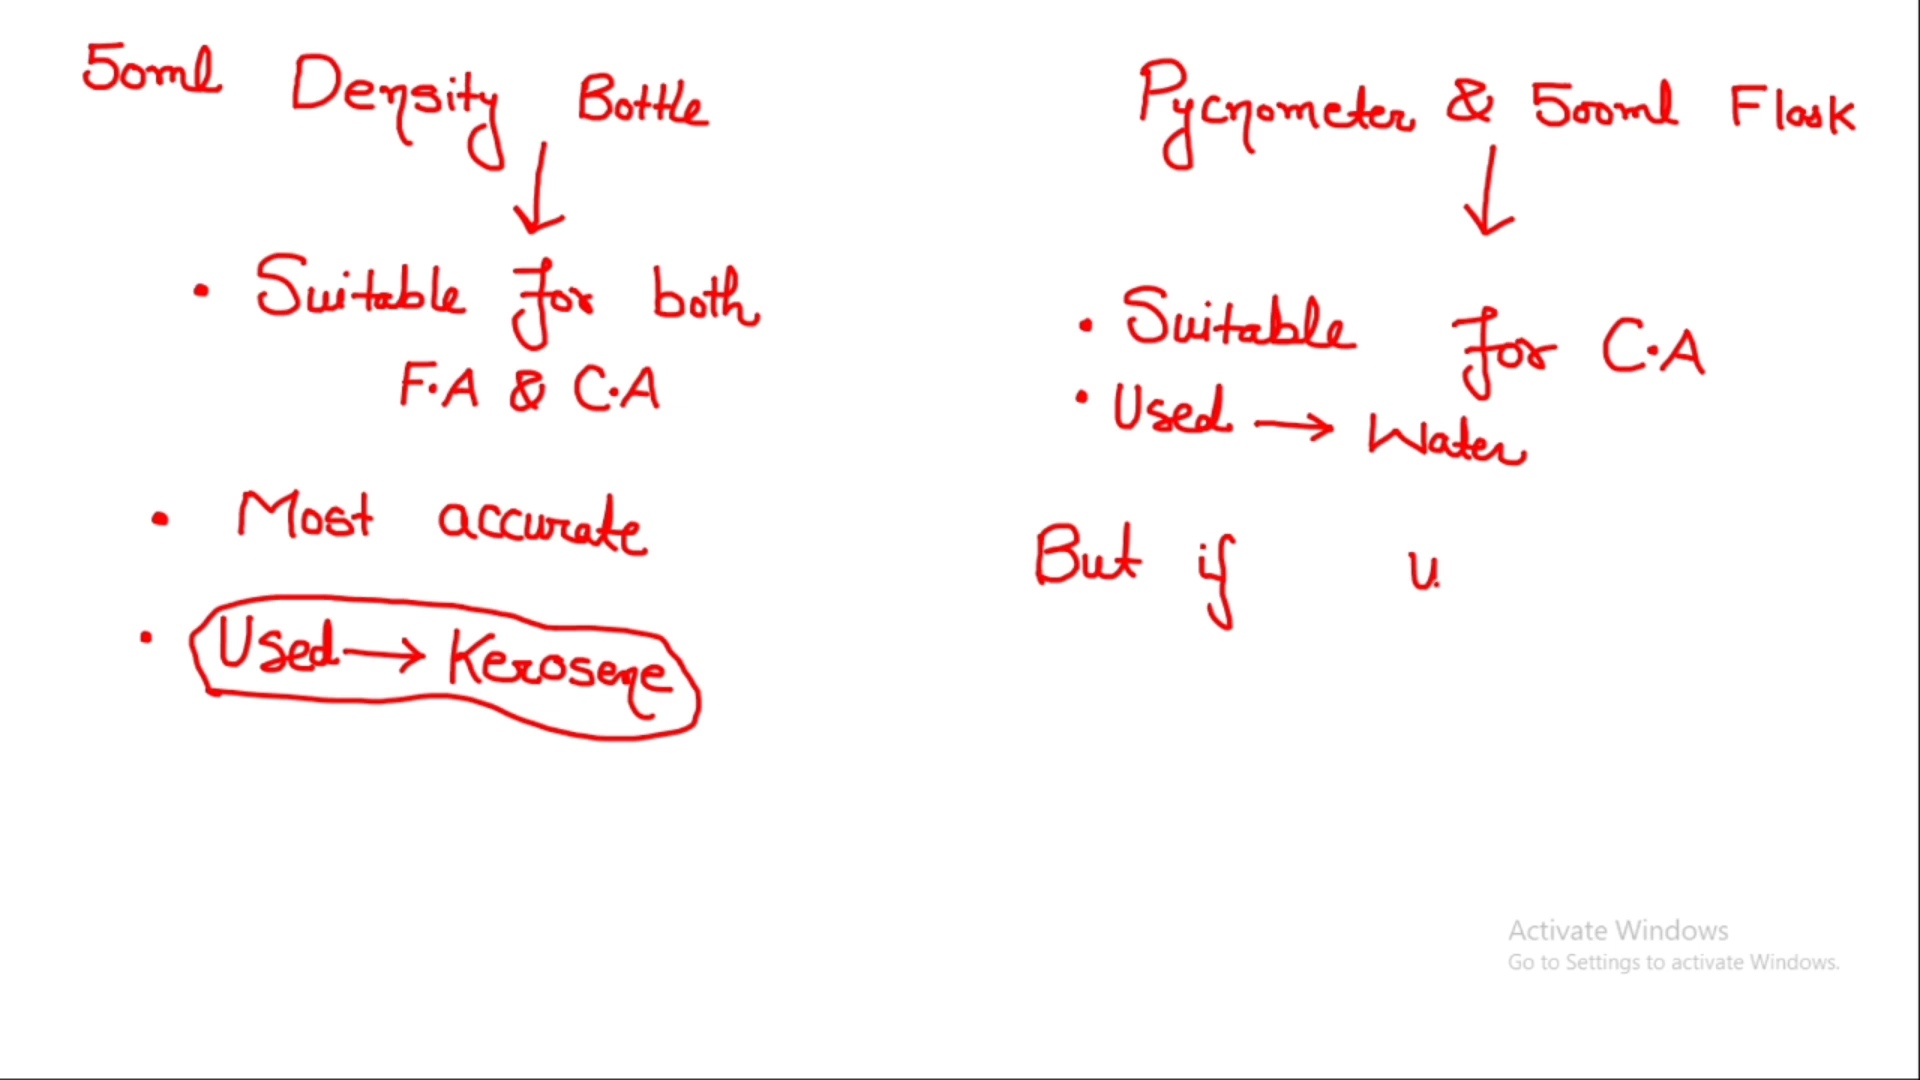 50ml Density Bottle
• Suitable for both
F.A & C.A
• Most accurate
• Used → Kerosene
Pycnometer & 500ml Flask
• Suitable for C.A
• Used → Water
But if u
Activate Windows
Go to Settings to activate Windows.